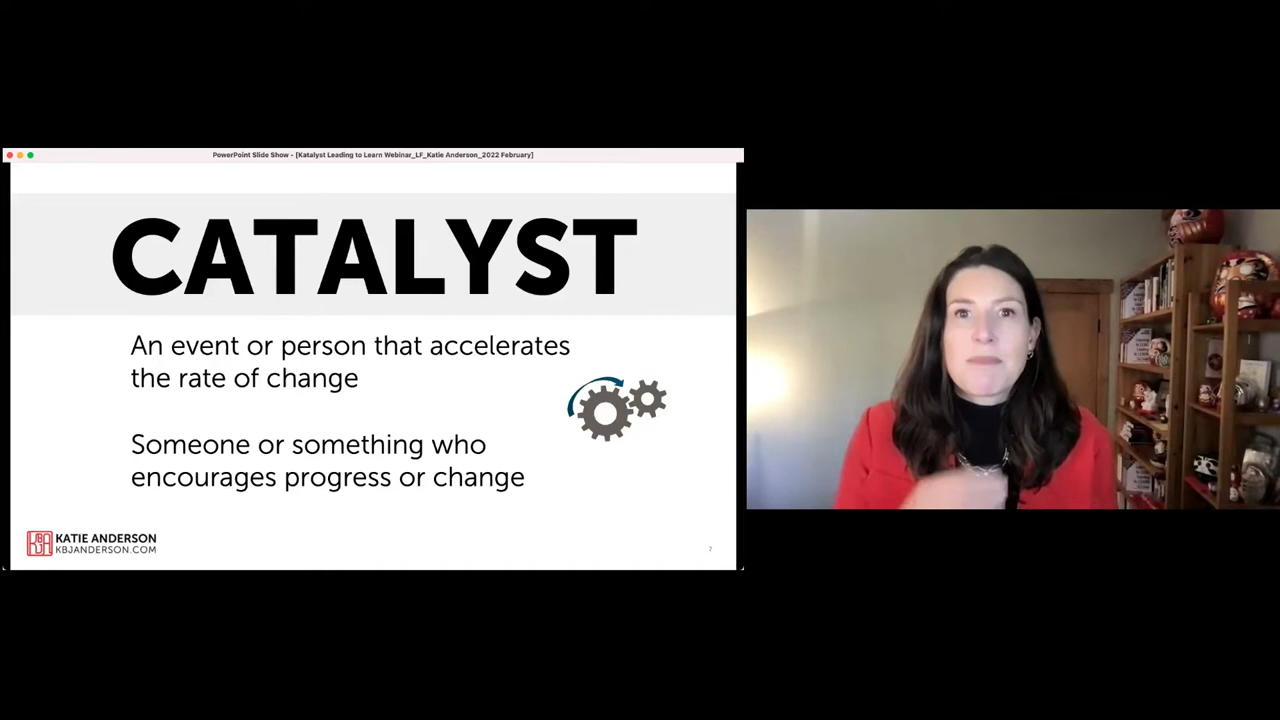 PowerPoint Slide Show - [Katalyst Leading to Learn Webinar_LF_Katie Anderson_2022 February]
CATALYST
An event or person that accelerates
the rate of change
Someone or something who
encourages progress or change
KATIE ANDERSON
KBJANDERSON.COM
7